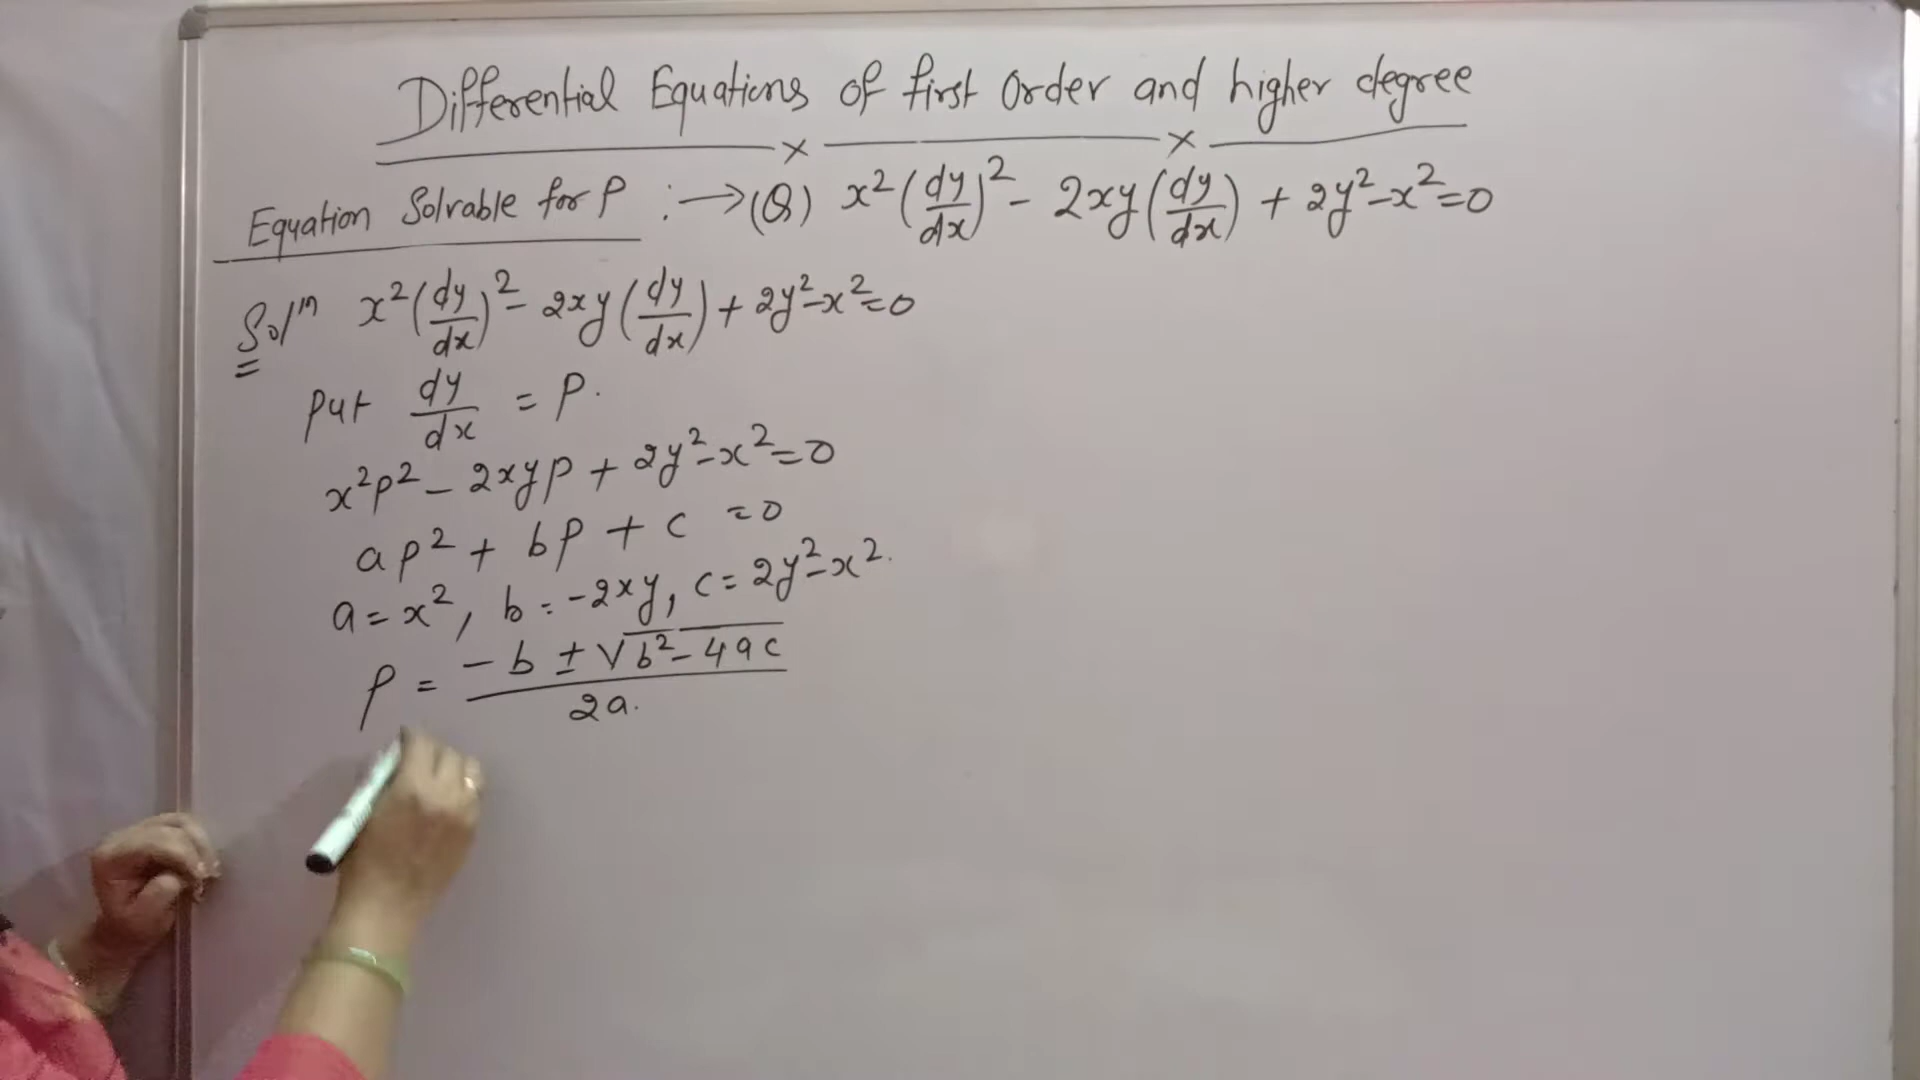 Differential Equations of first Order and higher degree
Equation Solvable for P :→ (Q) x²(dy/dx)² - 2xy(dy/dx) + 2y²-x²=0
Solⁿ x²(dy/dx)² - 2xy(dy/dx) + 2y²-x²=0
Put dy/dx = P.
x²p² - 2xyp + 2y²-x²=0
ap² + bp + c =0
a=x², b=-2xy, c=2y²-x².
P = (-b ± √(b²-4ac))/2a.